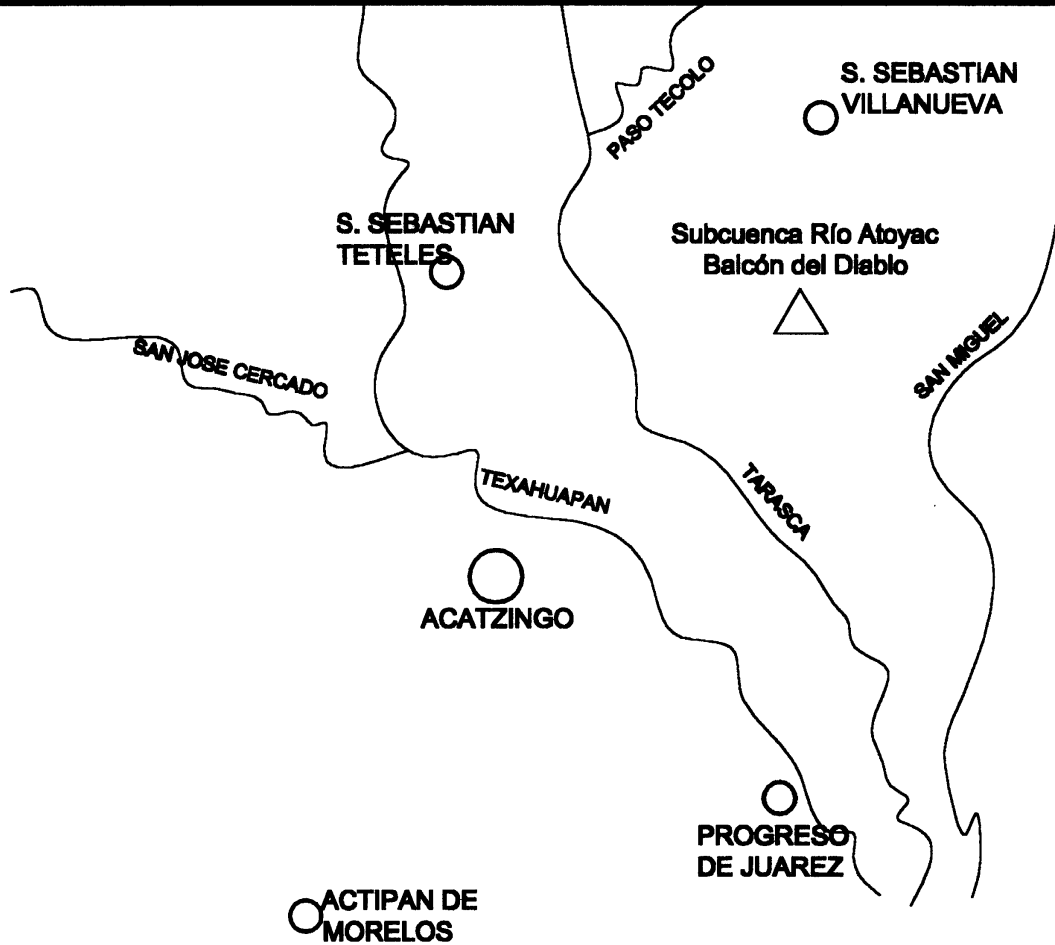 PASO TECOLO
S. SEBASTIAN
VILLANUEVA
S. SEBASTIAN
TETELES
Subcuenca Río Atoyac
Balcón del Diablo
SAN JOSE CERCADO
SAN MIGUEL
TEXAHUAPAN
TARASCA
ACATZINGO
PROGRESO
DE JUAREZ
ACTIPAN DE
MORELOS